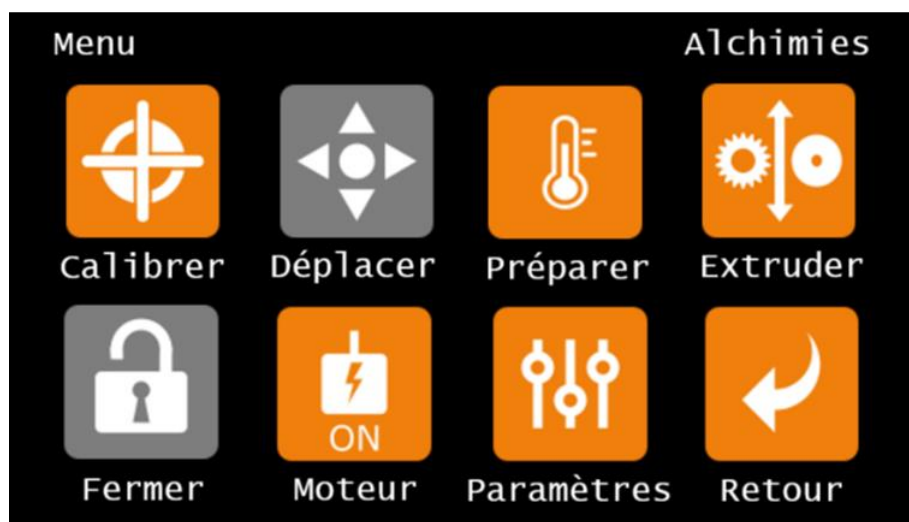 Menu Alchimies
Calibrer Déplacer Préparer Extruder
ON
Fermer Moteur Paramètres Retour